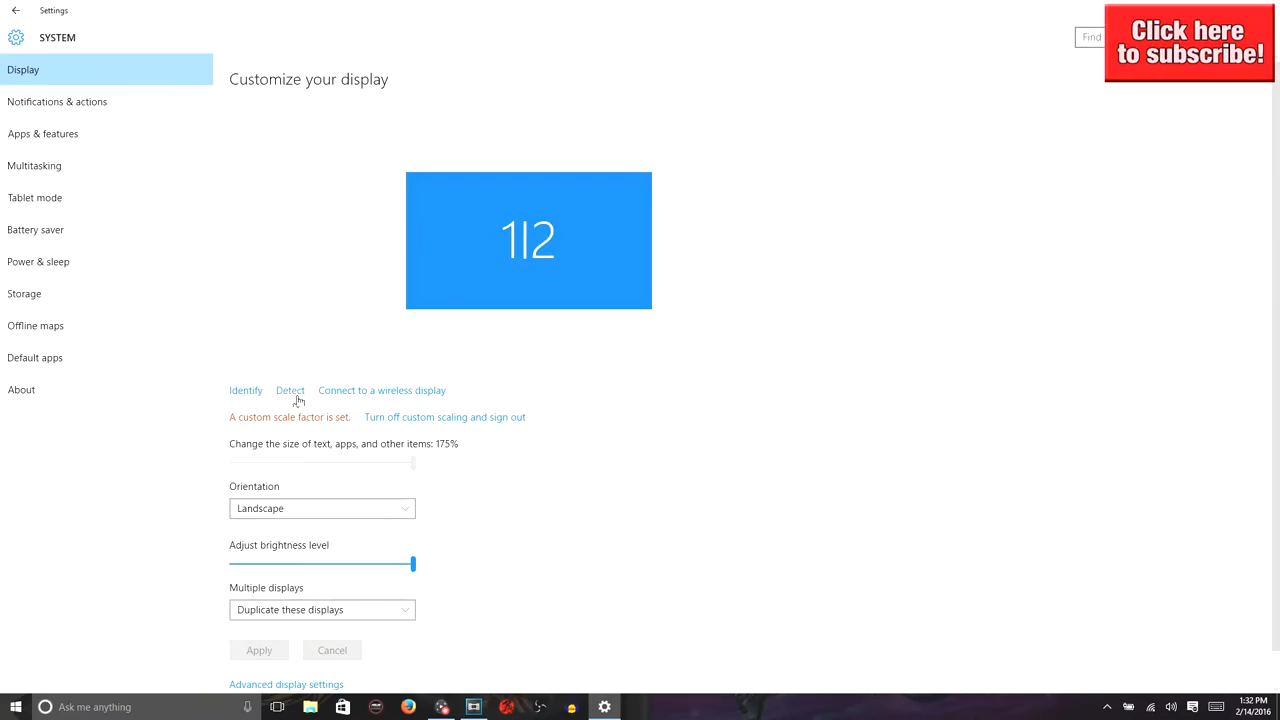 Settings
SYSTEM
Find
Click here
to subscribe!
Display
Notifications & actions
Apps & features
Multitasking
Tablet mode
Battery saver
Power & sleep
Storage
Offline maps
Default apps
About
Customize your display
1|2
Identify Detect Connect to a wireless display
A custom scale factor is set. Turn off custom scaling and sign out
Change the size of text, apps, and other items: 175%
Orientation
Landscape
Adjust brightness level
Multiple displays
Duplicate these displays
Apply Cancel
Advanced display settings
Ask me anything
1:32 PM
2/14/2016